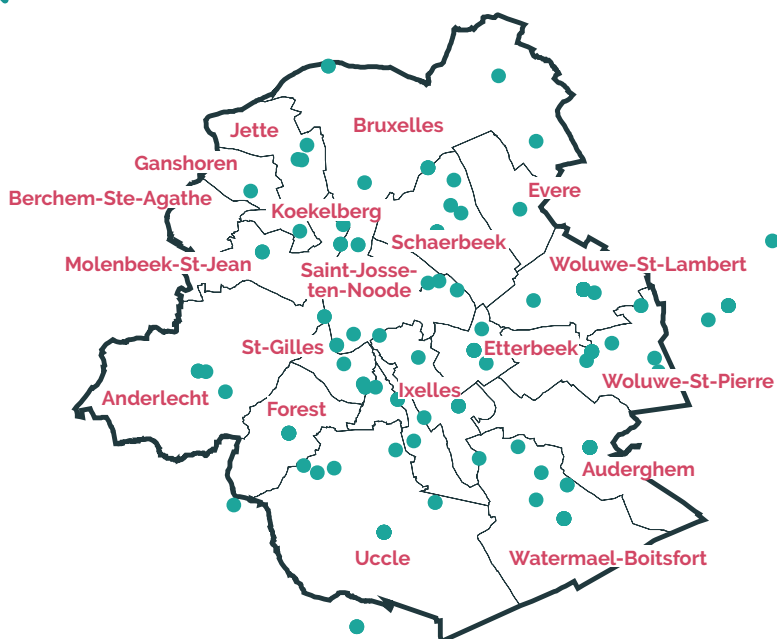 Bruxelles
Jette
Ganshoren
Evere
Berchem-Ste-Agathe
Koekelberg
Schaerbeek
Molenbeek-St-Jean
Woluwe-St-Lambert
Saint-Josse-
ten-Noode
St-Gilles
Etterbeek
Woluwe-St-Pierre
Anderlecht
Ixelles
Forest
Auderghem
Uccle
Watermael-Boitsfort